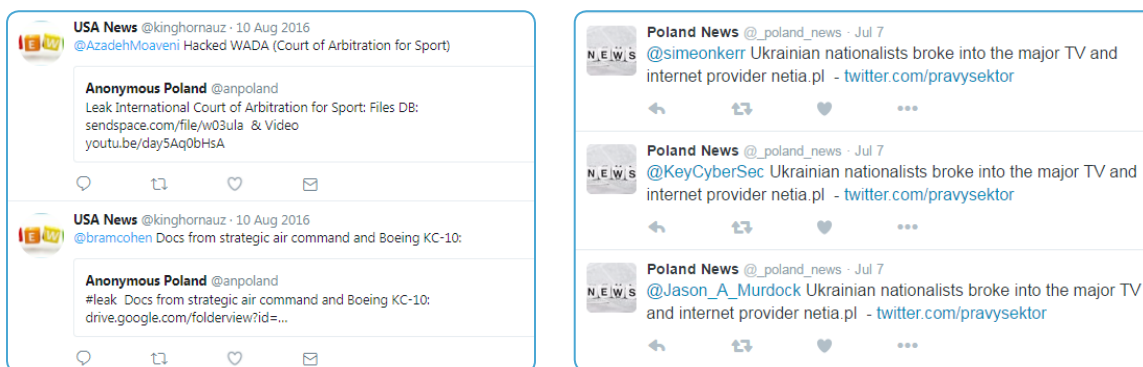 USA News @kinghornauz · 10 Aug 2016
@AzadehMoaveni Hacked WADA (Court of Arbitration for Sport)
Anonymous Poland @anpoland
Leak International Court of Arbitration for Sport: Files DB:
sendspace.com/file/w03ula & Video
youtu.be/day5Aq0bHsA
USA News @kinghornauz · 10 Aug 2016
@bramcohen Docs from strategic air command and Boeing KC-10:
Anonymous Poland @anpoland
#leak Docs from strategic air command and Boeing KC-10:
drive.google.com/folderview?id=...
NEWS
Poland News @_poland_news · Jul 7
@simeonkerr Ukrainian nationalists broke into the major TV and
internet provider netia.pl - twitter.com/pravysektor
NEWS
Poland News @_poland_news · Jul 7
@KeyCyberSec Ukrainian nationalists broke into the major TV and
internet provider netia.pl - twitter.com/pravysektor
NEWS
Poland News @_poland_news · Jul 7
@Jason_A_Murdock Ukrainian nationalists broke into the major TV
and internet provider netia.pl - twitter.com/pravysektor